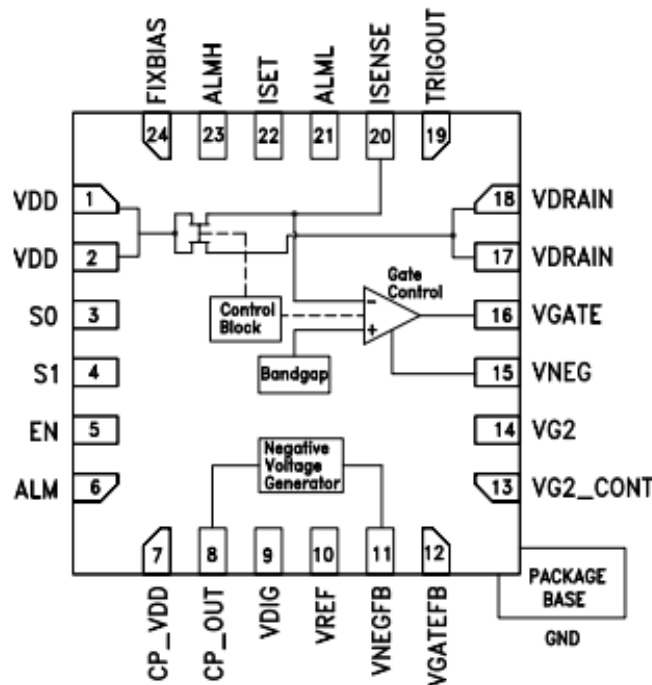 FIXBIAS
ALMH
ISET
ALML
ISENSE
TRIGOUT
24
23
22
21
20
19
VDD
1
18
VDRAIN
VDD
2
17
VDRAIN
Gate
Control
S0
3
Control
Block
-
+
16
VGATE
S1
4
Bandgap
15
VNEG
EN
5
14
VG2
Negative
Voltage
Generator
ALM
6
13
VG2_CONT
7
8
9
10
11
12
CP_VDD
CP_OUT
VDIG
VREF
VNEGFB
VGATEFB
PACKAGE
BASE
GND